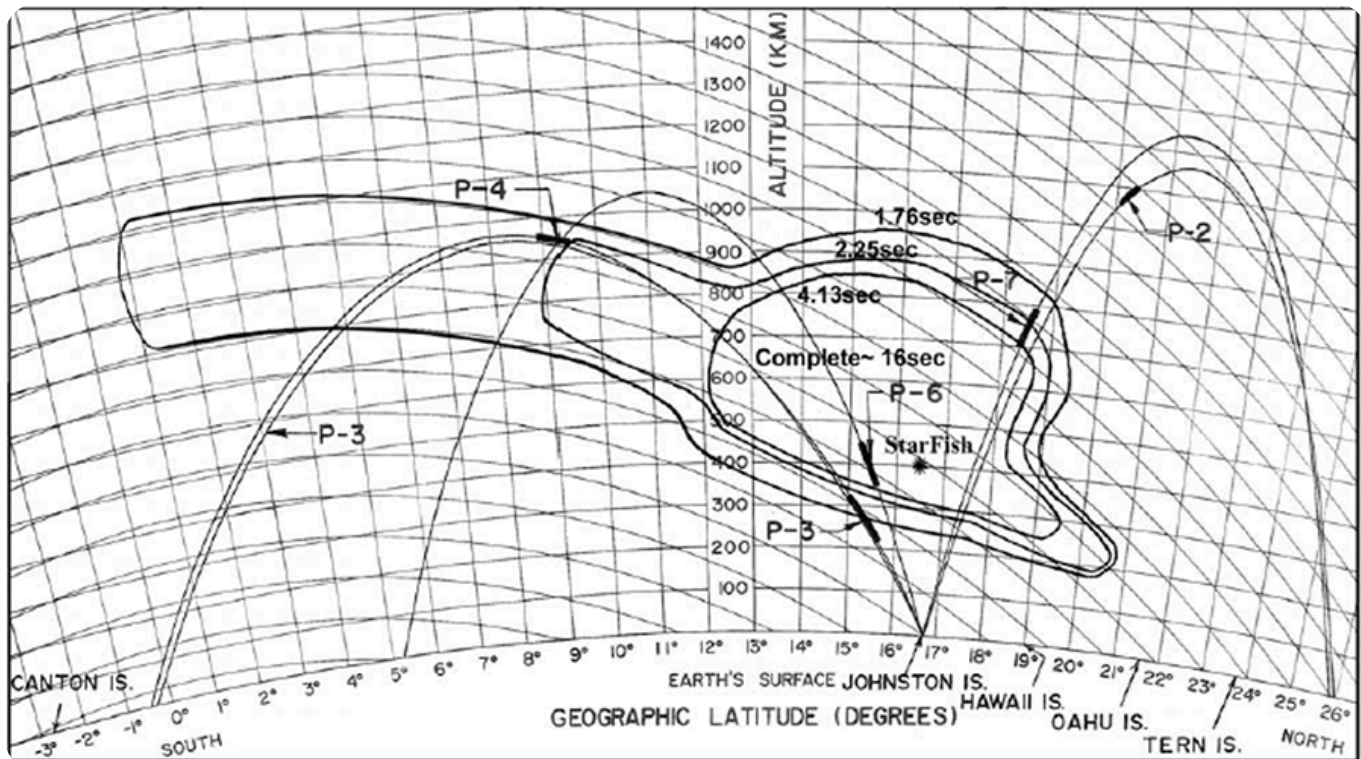 1400
1300
1200
1100
1000
900
800
700
600
500
400
300
200
100
ALTITUDE (KM)
P-4
1.76sec
2.25sec
P-2
P-7
4.13sec
Complete~ 16sec
P-6
P-3
StarFish
P-3
-3° -2° -1° 0° 1° 2° 3° 4° 5° 6° 7° 8° 9° 10° 11° 12° 13° 14° 15° 16° 17° 18° 19° 20° 21° 22° 23° 24° 25° 26°
CANTON IS.
EARTH'S SURFACE JOHNSTON IS.
HAWAII IS.
OAHU IS.
TERN IS.
SOUTH
GEOGRAPHIC LATITUDE (DEGREES)
NORTH